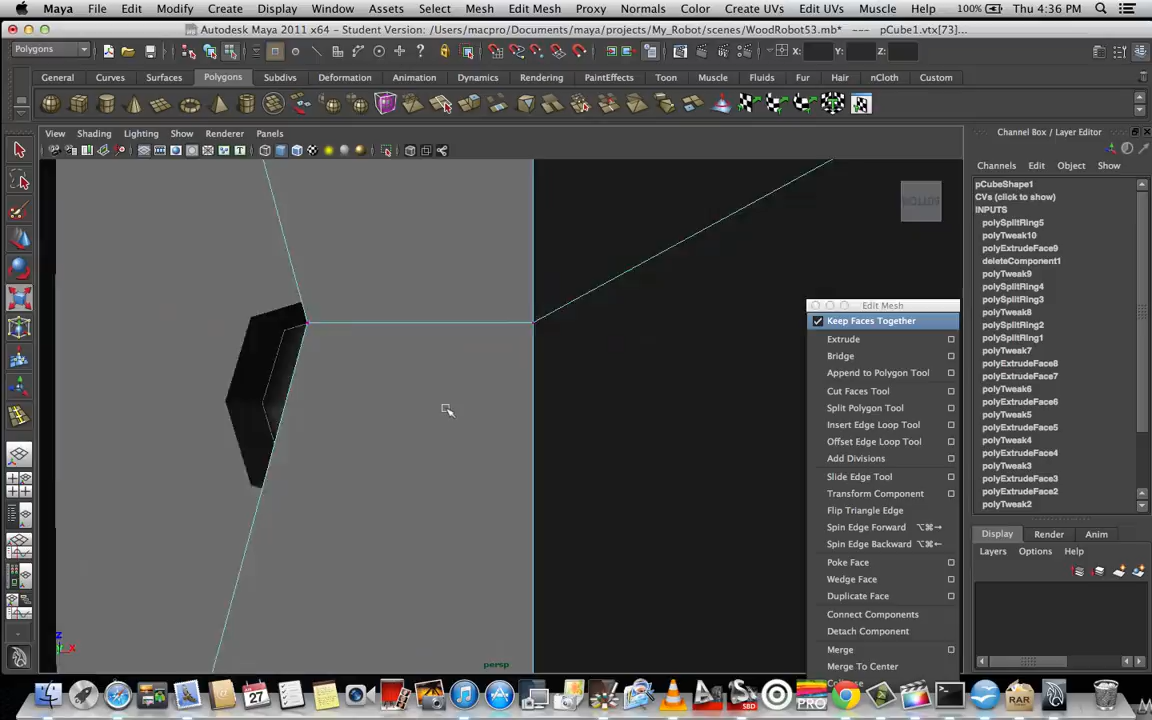 Maya File Edit Modify Create Display Window Assets Select Mesh Edit Mesh Proxy Normals Color Create UVs Edit UVs Muscle Help 100% Thu 4:36 PM
Autodesk Maya 2011 x64 - Student Version: /Users/macpro/Documents/maya/projects/My_Robot/scenes/WoodRobot53.mb* --- pCube1.vtx[73]...
Polygons X: Y: Z:
General Curves Surfaces Polygons Subdivs Deformation Animation Dynamics Rendering PaintEffects Toon Muscle Fluids Fur Hair nCloth Custom
View Shading Lighting Show Renderer Panels
Channel Box / Layer Editor
Channels Edit Object Show
pCubeShape1
CVs (click to show)
INPUTS
polySplitRing5
polyTweak10
polyExtrudeFace9
deleteComponent1
polyTweak9
polySplitRing4
polySplitRing3
polyTweak8
polySplitRing2
polySplitRing1
polyTweak7
polyExtrudeFace8
polyExtrudeFace7
polyTweak6
polyExtrudeFace6
polyTweak5
polyExtrudeFace5
polyTweak4
polyExtrudeFace4
polyTweak3
polyExtrudeFace3
polyExtrudeFace2
polyTweak2
BOTTOM
Edit Mesh
Keep Faces Together
Extrude
Bridge
Append to Polygon Tool
Cut Faces Tool
Split Polygon Tool
Insert Edge Loop Tool
Offset Edge Loop Tool
Add Divisions
Slide Edge Tool
Transform Component
Flip Triangle Edge
Spin Edge Forward ⌥⌘→
Spin Edge Backward ⌥⌘←
Poke Face
Wedge Face
Duplicate Face
Connect Components
Detach Component
Merge
Merge To Center
Display Render Anim
Layers Options Help
z
x
persp
27
SBD
PRO
RAR
M